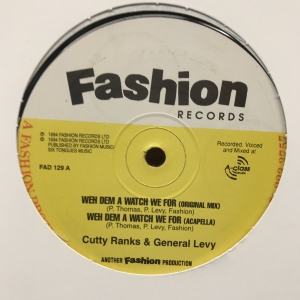 Fashion
RECORDS
℗ 1994 FASHION RECORDS LTD
© 1994 FASHION RECORDS LTD
PUBLISHED BY FASHION MUSIC/
SIX TONGUES MUSIC
Recorded, Voiced
and Mixed at
A-CLASS
FAD 129 A
WEH DEM A WATCH WE FOR (ORIGINAL MIX)
(P. Thomas, P. Levy, Fashion)
WEH DEM A WATCH WE FOR (ACAPELLA)
(P. Thomas, P. Levy, Fashion)
Cutty Ranks & General Levy
ANOTHER Fashion PRODUCTION
A FASHION